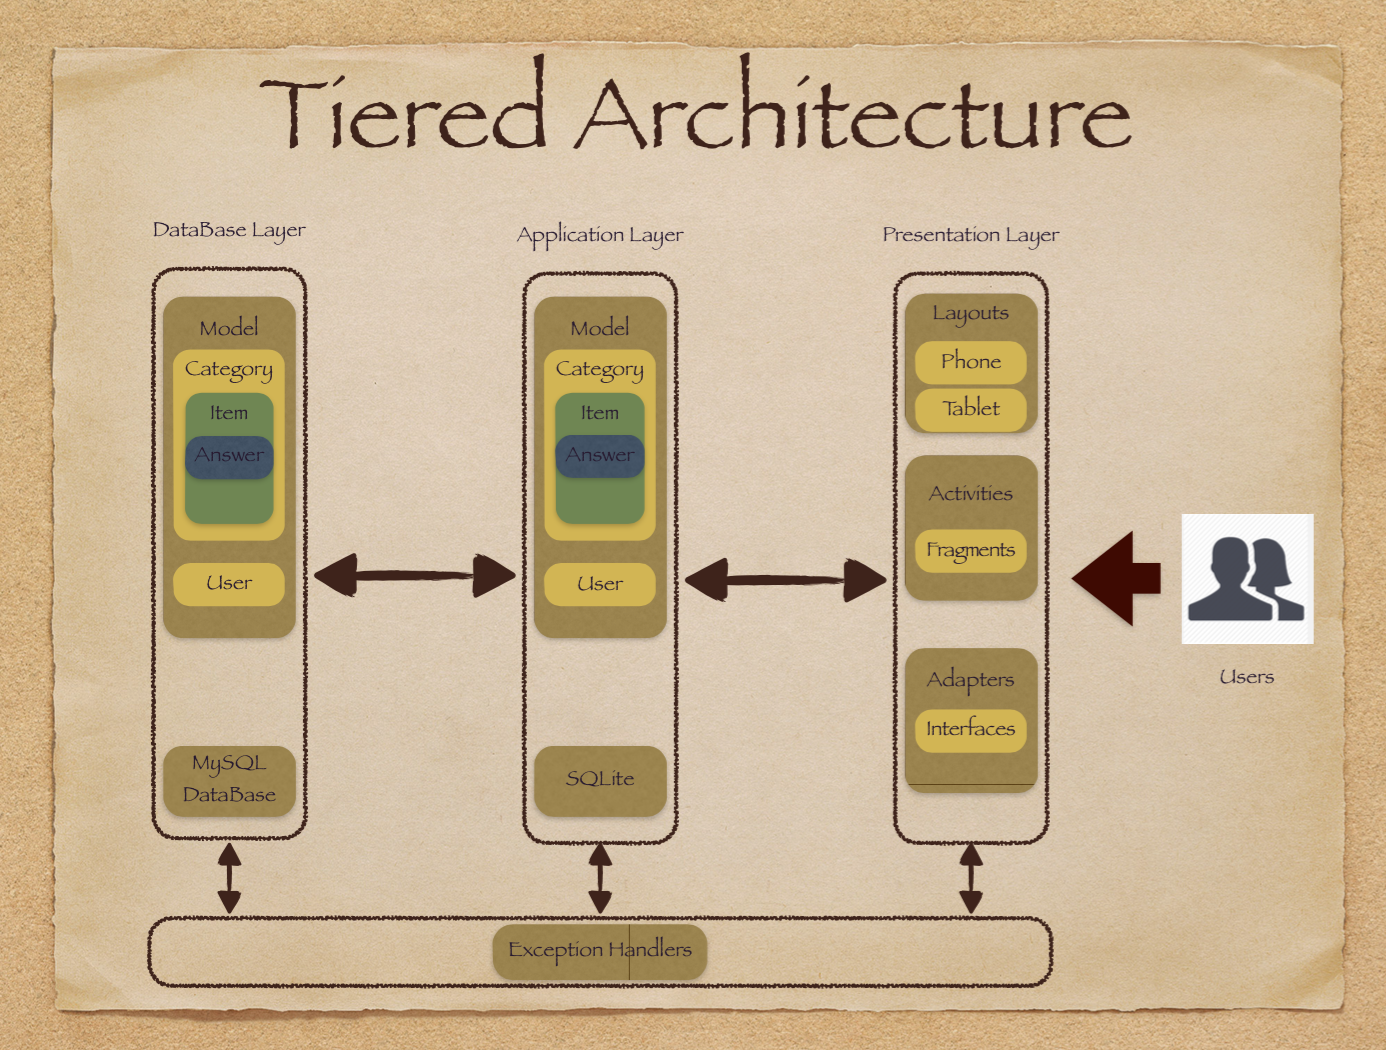 Tiered Architecture
DataBase Layer
Model
Category
Item
Answer
User
MySQL
DataBase
Application Layer
Model
Category
Item
Answer
User
SQLite
Presentation Layer
Layouts
Phone
Tablet
Activities
Fragments
Adapters
Interfaces
Users
Exception Handlers